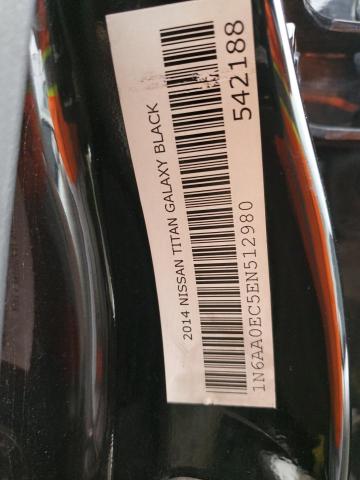 2014 NISSAN TITAN GALAXY BLACK
542188
1N6AA0EC5EN512980